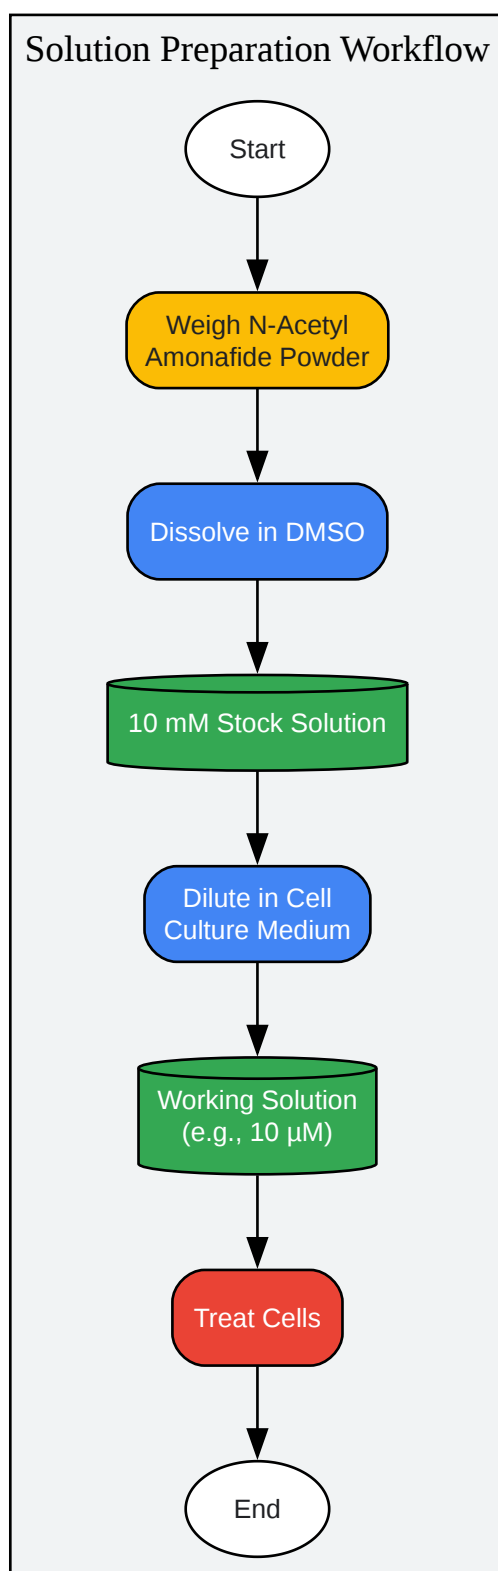 Solution Preparation Workflow
Start
Weigh N-Acetyl
Amonafide Powder
Dissolve in DMSO
10 mM Stock Solution
Dilute in Cell
Culture Medium
Working Solution
(e.g., 10 µM)
Treat Cells
End